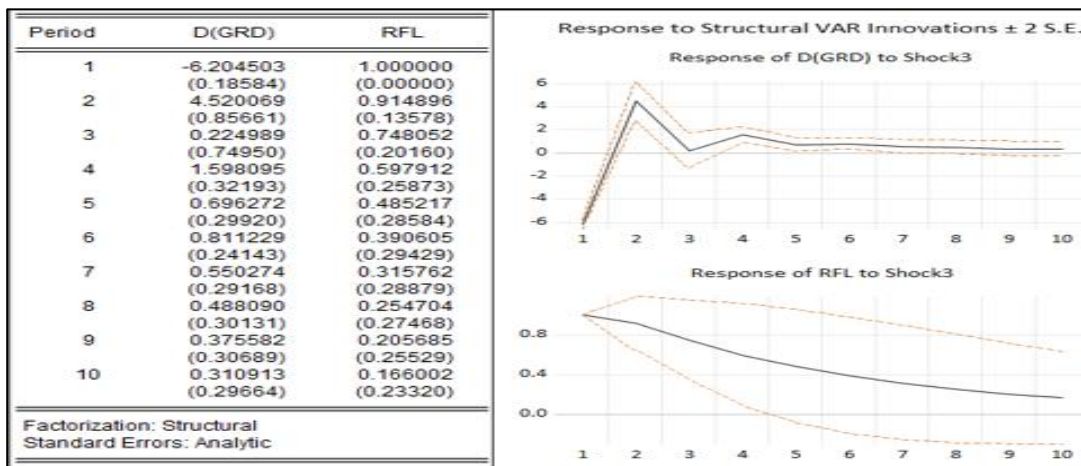 Period D(GRD) RFL
1 -6.204503 1.000000
(0.18584) (0.00000)
2 4.520069 0.914896
(0.85661) (0.13578)
3 0.224989 0.748052
(0.74950) (0.20160)
4 1.598095 0.597912
(0.32193) (0.25873)
5 0.696272 0.485217
(0.29920) (0.28584)
6 0.811229 0.390605
(0.24143) (0.29429)
7 0.550274 0.315762
(0.29168) (0.28879)
8 0.488090 0.254704
(0.30131) (0.27468)
9 0.375582 0.205685
(0.30689) (0.25529)
10 0.310913 0.166002
(0.29664) (0.23320)
Factorization: Structural
Standard Errors: Analytic
Response to Structural VAR Innovations ± 2 S.E.
Response of D(GRD) to Shock3
6
4
2
0
-2
-4
-6
1 2 3 4 5 6 7 8 9 10
Response of RFL to Shock3
0.8
0.4
0.0
1 2 3 4 5 6 7 8 9 10